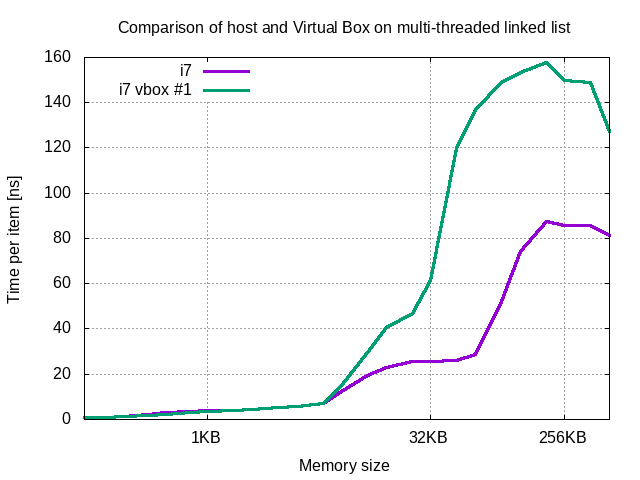 Comparison of host and Virtual Box on multi-threaded linked list
i7
i7 vbox #1
Time per item [ns]
160
140
120
100
80
60
40
20
0
1KB
32KB
256KB
Memory size